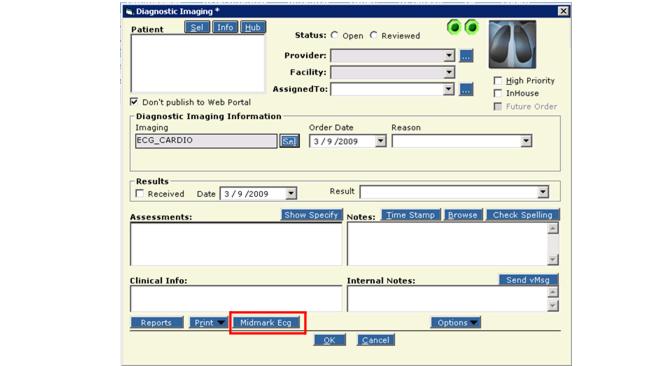 Diagnostic Imaging *
Patient Sel Info Hub
Status: Open Reviewed
Provider: ...
Facility:
AssignedTo: ...
High Priority
InHouse
Future Order
Don't publish to Web Portal
Diagnostic Imaging Information
Imaging Order Date Reason
ECG_CARDIO Sel 3 / 9 /2009
Results
Received Date 3 / 9 /2009 Result
Assessments: Show Specify Notes: Time Stamp Browse Check Spelling
Clinical Info: Internal Notes: Send vMsg
Reports Print Midmark Ecg Options
OK Cancel